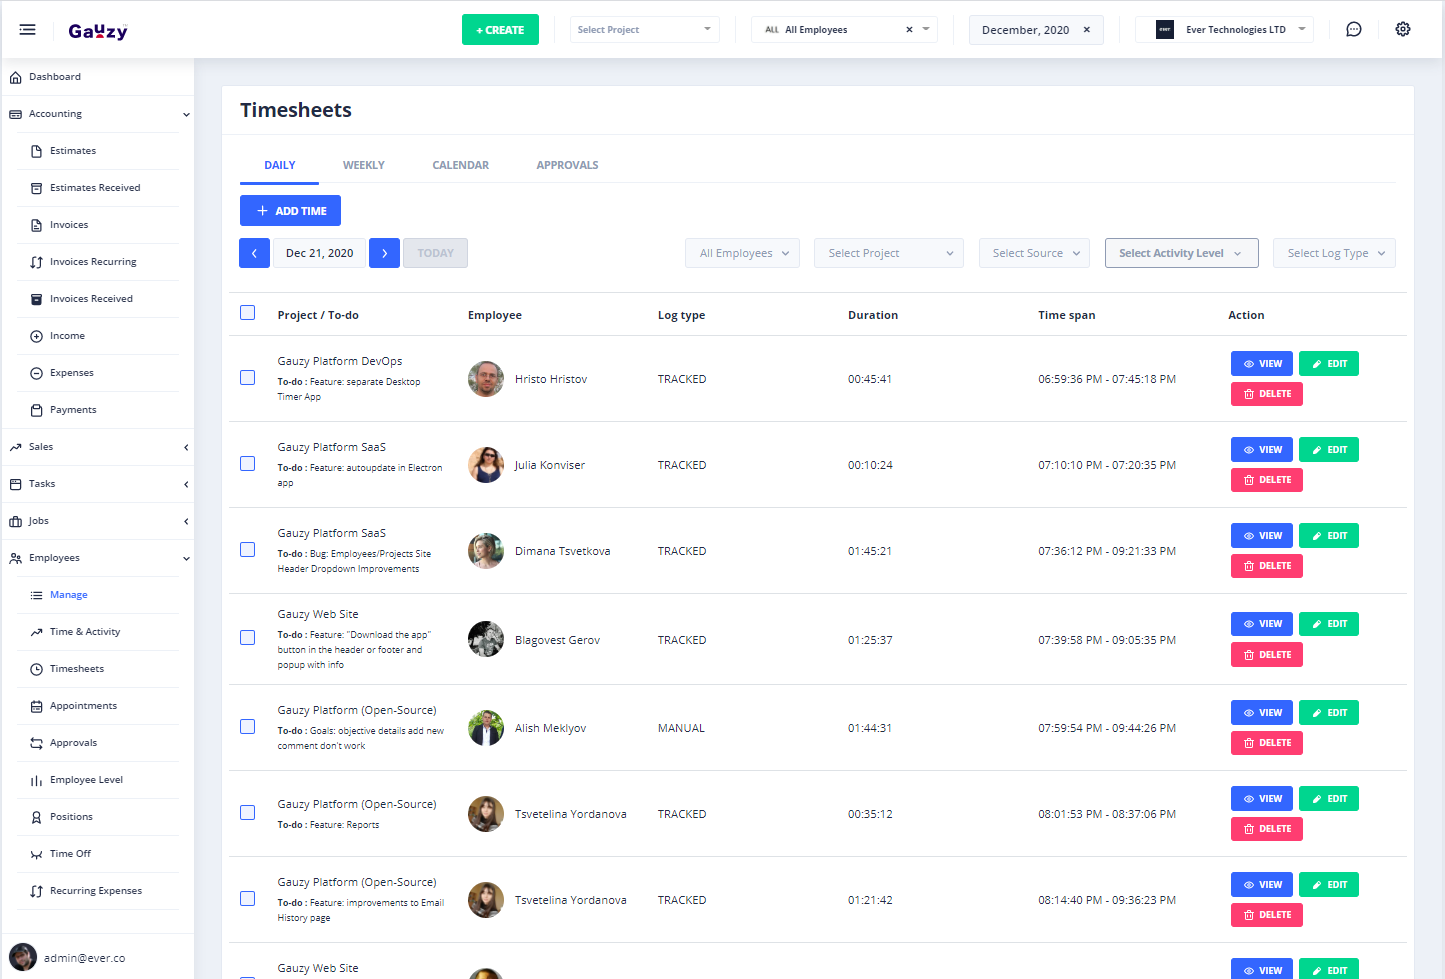 Gauzy
+ CREATE
Select Project
ALL All Employees ×
December, 2020 ×
EVER Ever Technologies LTD
Dashboard
Accounting
Estimates
Estimates Received
Invoices
Invoices Recurring
Invoices Received
Income
Expenses
Payments
Sales
Tasks
Jobs
Employees
Manage
Time & Activity
Timesheets
Appointments
Approvals
Employee Level
Positions
Time Off
Recurring Expenses
admin@ever.co
Timesheets
DAILY WEEKLY CALENDAR APPROVALS
+ ADD TIME
Dec 21, 2020 TODAY All Employees Select Project Select Source Select Activity Level Select Log Type
Project / To-do Employee Log type Duration Time span Action
Gauzy Platform DevOps
To-do : Feature: separate Desktop
Timer App
Hristo Hristov TRACKED 00:45:41 06:59:36 PM - 07:45:18 PM
VIEW EDIT
DELETE
Gauzy Platform SaaS
To-do : Feature: autoupdate in Electron
app
Julia Konviser TRACKED 00:10:24 07:10:10 PM - 07:20:35 PM
VIEW EDIT
DELETE
Gauzy Platform SaaS
To-do : Bug: Employees/Projects Site
Header Dropdown Improvements
Dimana Tsvetkova TRACKED 01:45:21 07:36:12 PM - 09:21:33 PM
VIEW EDIT
DELETE
Gauzy Web Site
To-do : Feature: "Download the app"
button in the header or footer and
popup with info
Blagovest Gerov TRACKED 01:25:37 07:39:58 PM - 09:05:35 PM
VIEW EDIT
DELETE
Gauzy Platform (Open-Source)
To-do : Goals: objective details add new
comment don't work
Alish Meklyov MANUAL 01:44:31 07:59:54 PM - 09:44:26 PM
VIEW EDIT
DELETE
Gauzy Platform (Open-Source)
To-do : Feature: Reports
Tsvetelina Yordanova TRACKED 00:35:12 08:01:53 PM - 08:37:06 PM
VIEW EDIT
DELETE
Gauzy Platform (Open-Source)
To-do : Feature: improvements to Email
History page
Tsvetelina Yordanova TRACKED 01:21:42 08:14:40 PM - 09:36:23 PM
VIEW EDIT
DELETE
Gauzy Web Site
VIEW EDIT